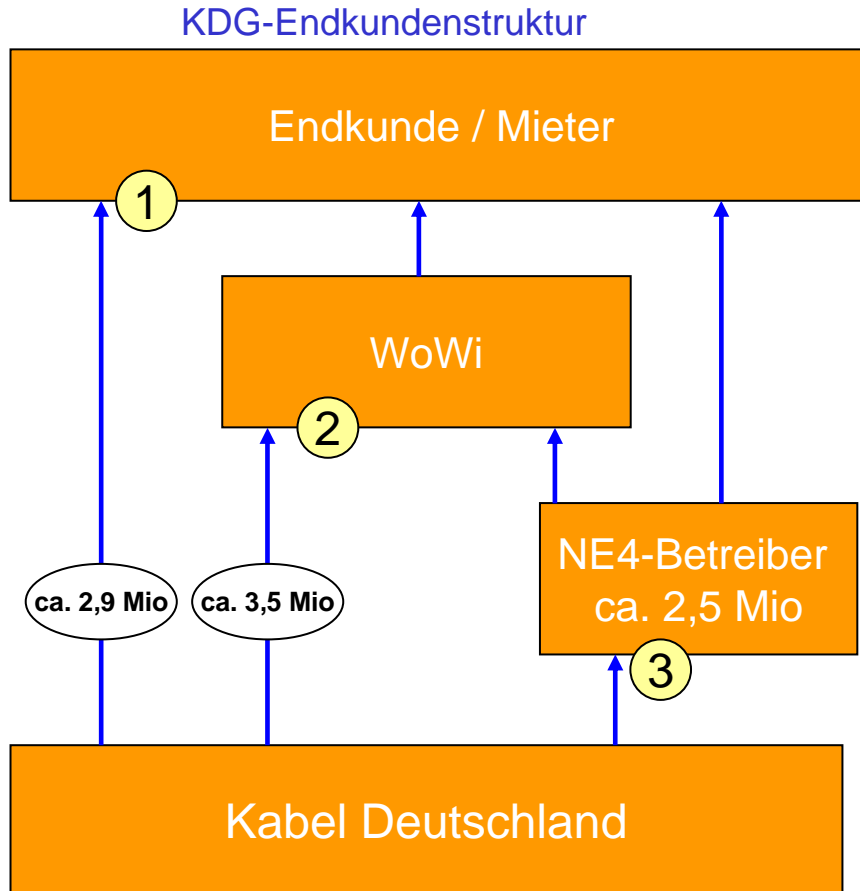 KDG-Endkundenstruktur
Endkunde / Mieter
1
WoWi
2
NE4-Betreiber
ca. 2,5 Mio
ca. 2,9 Mio
ca. 3,5 Mio
3
Kabel Deutschland